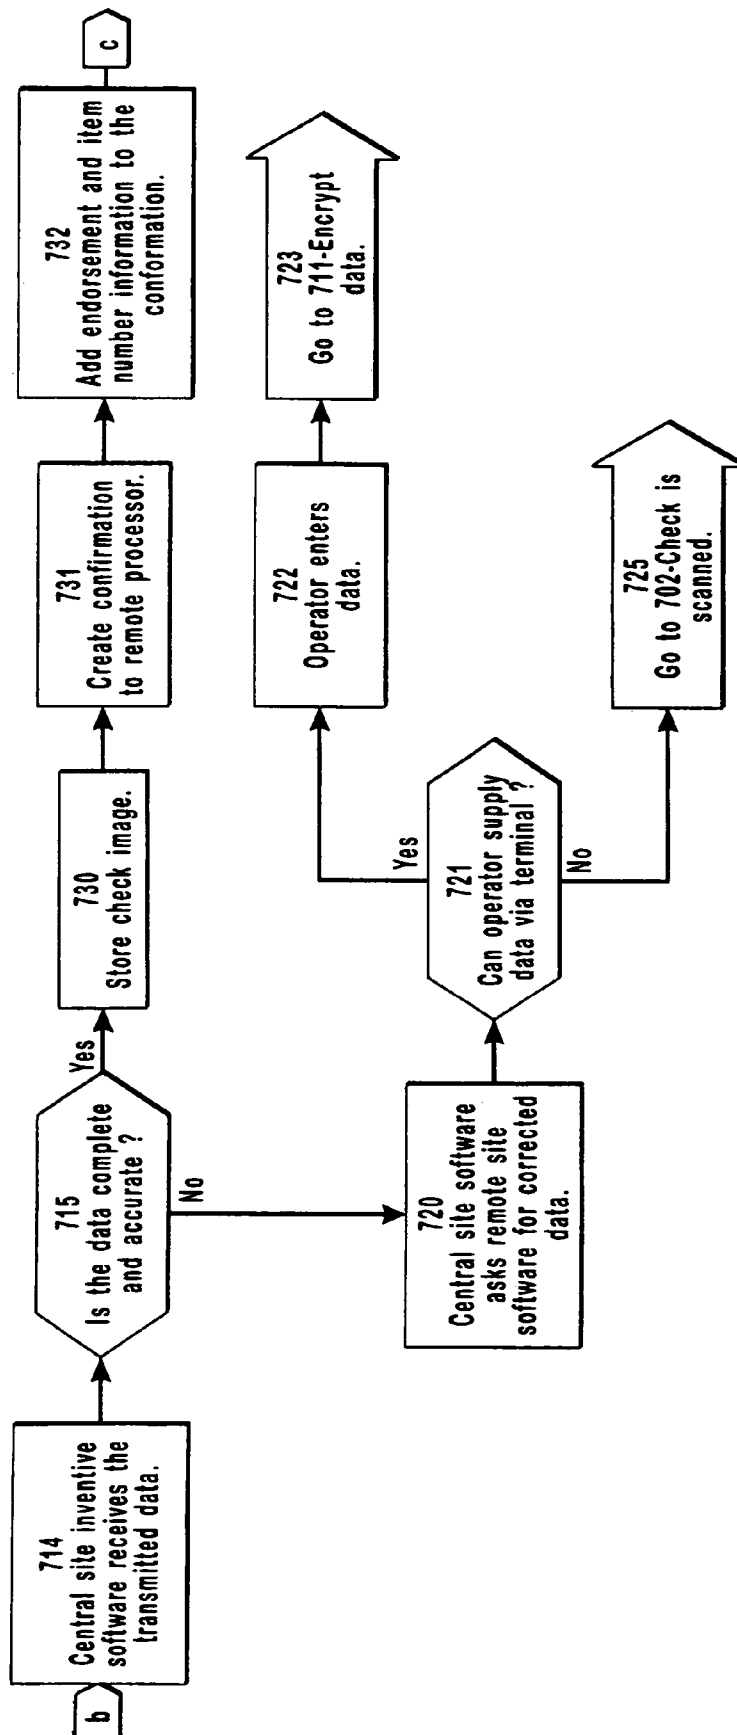 b
714
Central site inventive
software receives the
transmitted data.
715
Is the data complete
and accurate ?
Yes
No
730
Store check image.
731
Create confirmation
to remote processor.
732
Add endorsement and item
number information to the
conformation.
c
720
Central site software
asks remote site
software for corrected
data.
721
Can operator supply
data via terminal ?
Yes
No
722
Operator enters
data.
723
Go to 711-Encrypt
data.
725
Go to 702-Check is
scanned.